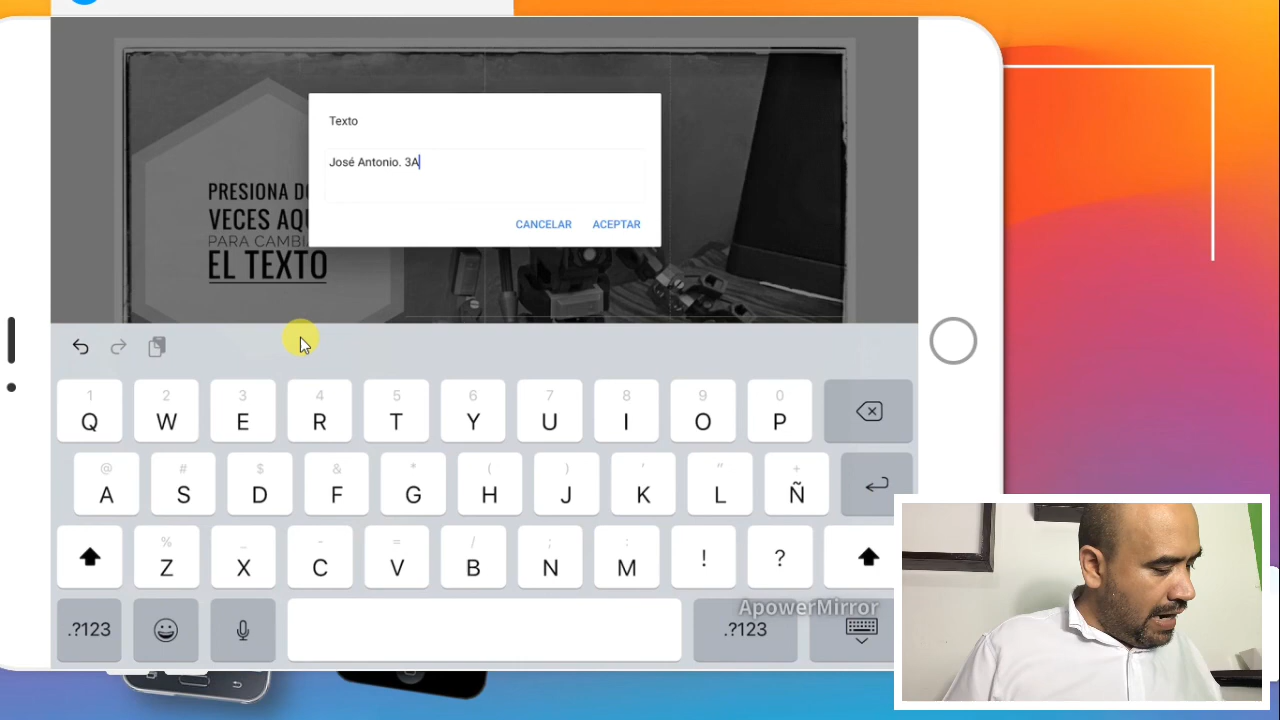 Texto
José Antonio. 3A
CANCELAR ACEPTAR
PRESIONA DO
VECES AQU
PARA CAMBI
EL TEXTO
1 2 3 4 5 6 7 8 9 0
Q W E R T Y U I O P
@ # $ & * ( ) ' " +
A S D F G H J K L Ñ
% _ - = / ; :
Z X C V B N M ! ?
ApowerMirror
.?123 .?123